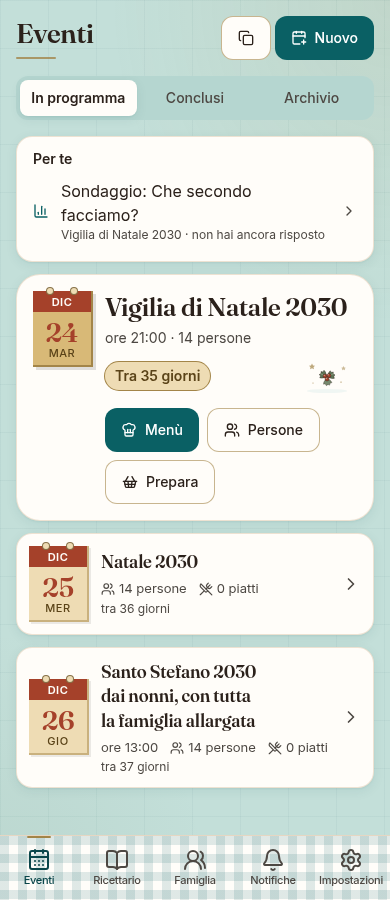 Eventi
Nuovo
In programma
Conclusi
Archivio
Per te
Sondaggio: Che secondo
facciamo?
Vigilia di Natale 2030 · non hai ancora risposto
DIC
24
MAR
Vigilia di Natale 2030
ore 21:00 · 14 persone
Tra 35 giorni
Menù
Persone
Prepara
DIC
25
MER
Natale 2030
14 persone
0 piatti
tra 36 giorni
DIC
26
GIO
Santo Stefano 2030
dai nonni, con tutta
la famiglia allargata
ore 13:00
14 persone
0 piatti
tra 37 giorni
Eventi
Ricettario
Famiglia
Notifiche
Impostazioni